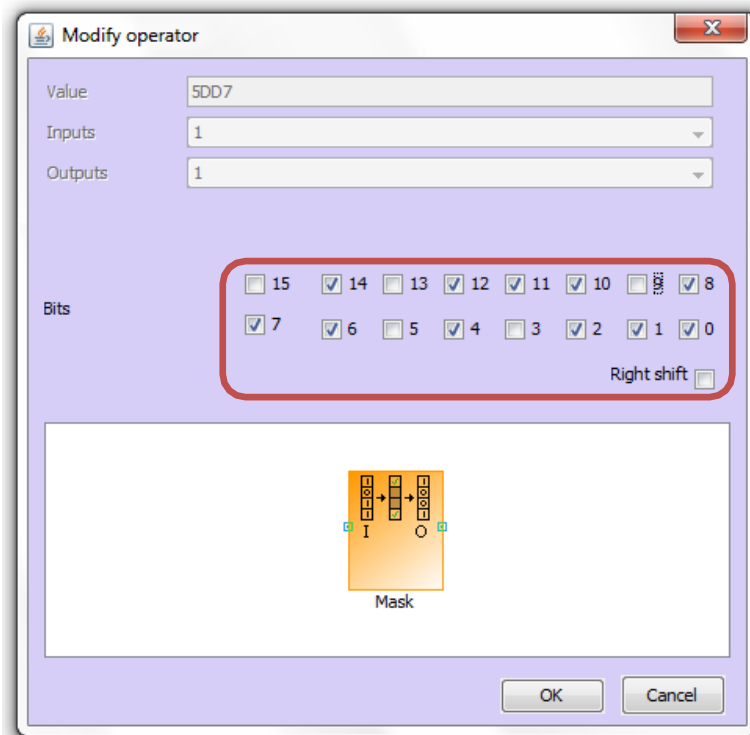 Modify operator
Value 5DD7
Inputs 1
Outputs 1
15 14 13 12 11 10 9 8
Bits
7 6 5 4 3 2 1 0
Right shift
I O
Mask
OK Cancel